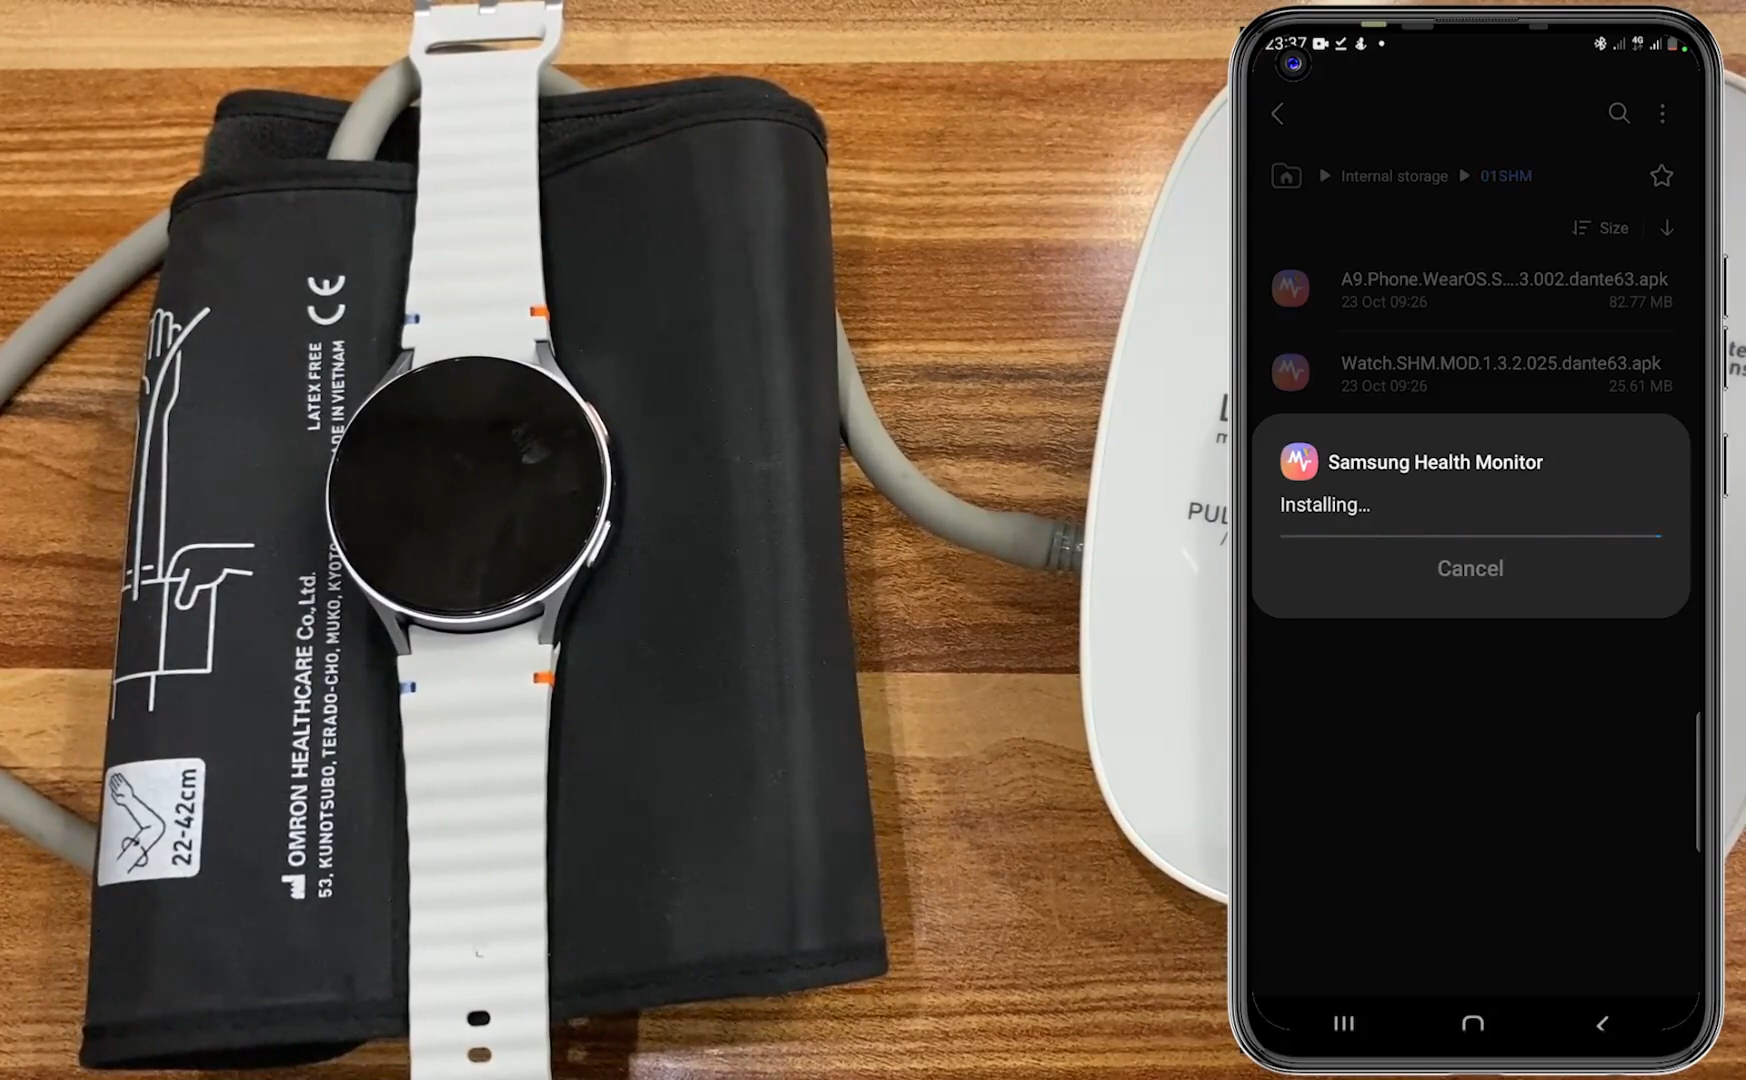 LATEX FREE
MADE IN VIETNAM
OMRON HEALTHCARE Co.,Ltd.
53, KUNOTSUBO, TERADO-CHO, MUKO, KYOTO
22-42cm
23:37
4G
Internal storage
01SHM
Size
A9.Phone.WearOS.S....3.002.dante63.apk
23 Oct 09:26
82.77 MB
Watch.SHM.MOD.1.3.2.025.dante63.apk
23 Oct 09:26
25.61 MB
Samsung Health Monitor
Installing...
Cancel